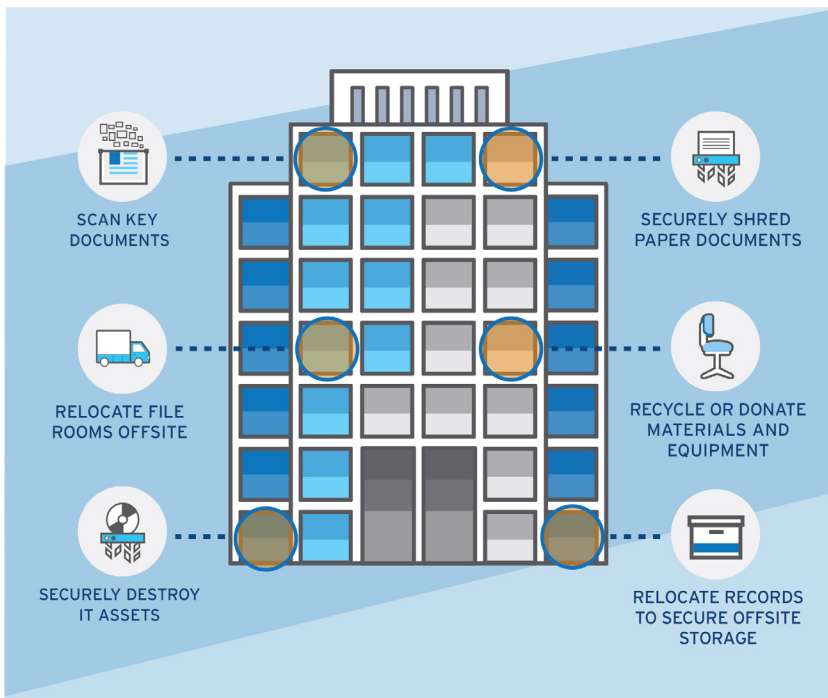 SCAN KEY
DOCUMENTS
SECURELY SHRED
PAPER DOCUMENTS
RELOCATE FILE
ROOMS OFFSITE
RECYCLE OR DONATE
MATERIALS AND
EQUIPMENT
SECURELY DESTROY
IT ASSETS
RELOCATE RECORDS
TO SECURE OFFSITE
STORAGE